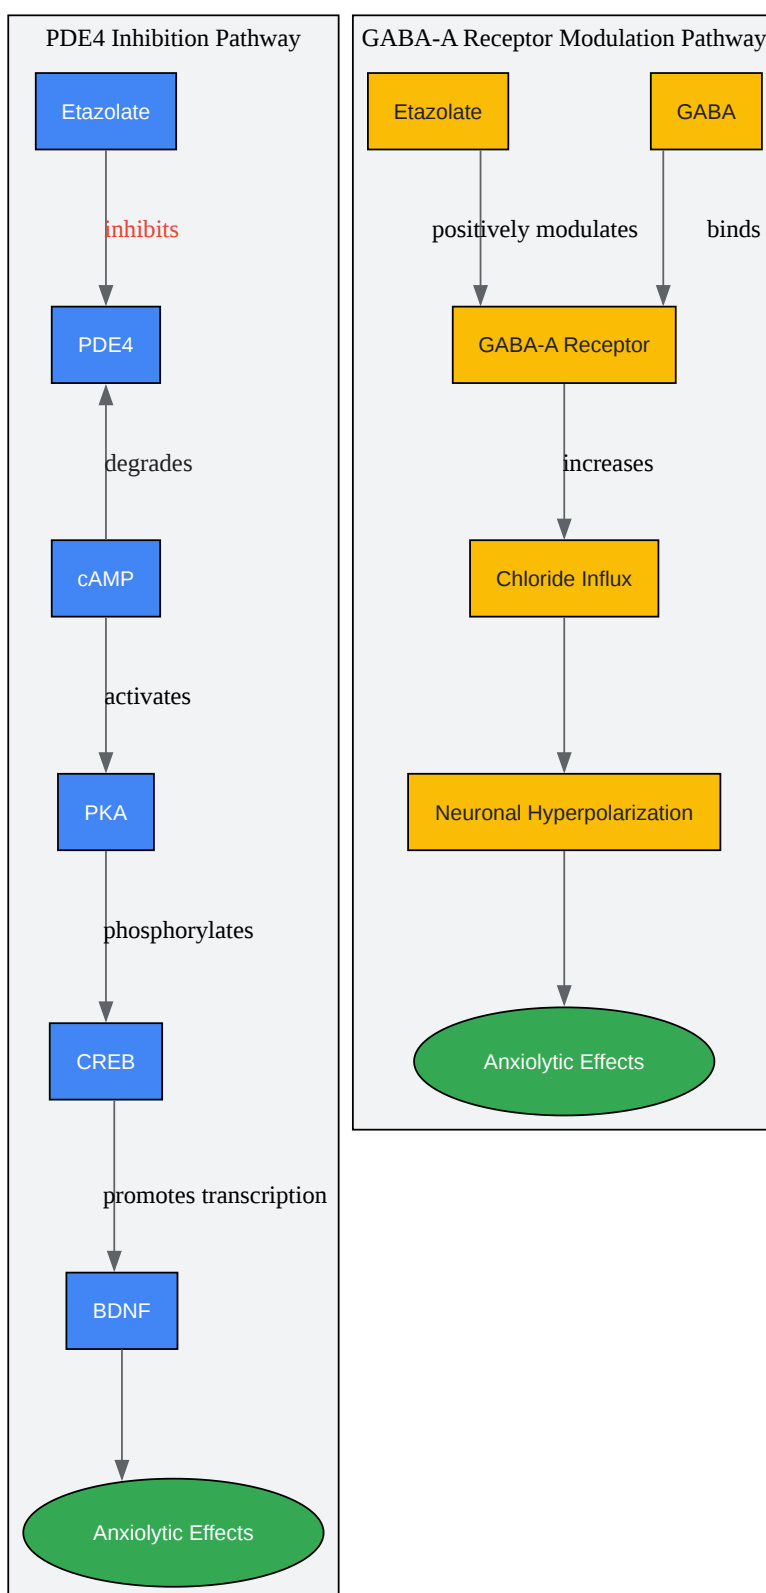 PDE4 Inhibition Pathway
Etazolate
inhibits
PDE4
degrades
cAMP
activates
PKA
phosphorylates
CREB
promotes transcription
BDNF
Anxiolytic Effects
GABA-A Receptor Modulation Pathway
Etazolate
GABA
positively modulates
binds
GABA-A Receptor
increases
Chloride Influx
Neuronal Hyperpolarization
Anxiolytic Effects